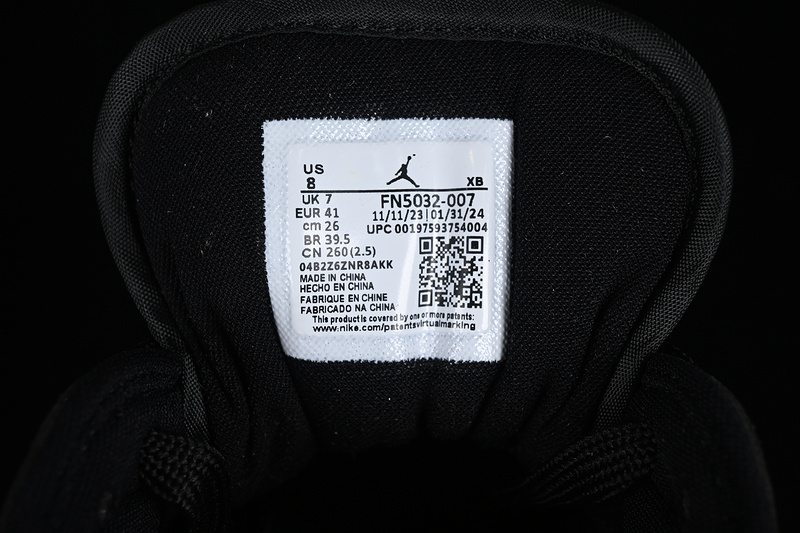 US
8 XB
UK 7 FN5032-007
EUR 41 11/11/23|01/31/24
cm 26 UPC 00197593754004
BR 39.5
CN 260(2.5)
04B2Z6ZNR8AKK
MADE IN CHINA
HECHO EN CHINA
FABRIQUE EN CHINE
FABRICADO NA CHINA
This product is covered by one or more patents:
www.nike.com/patentsvirtualmarking